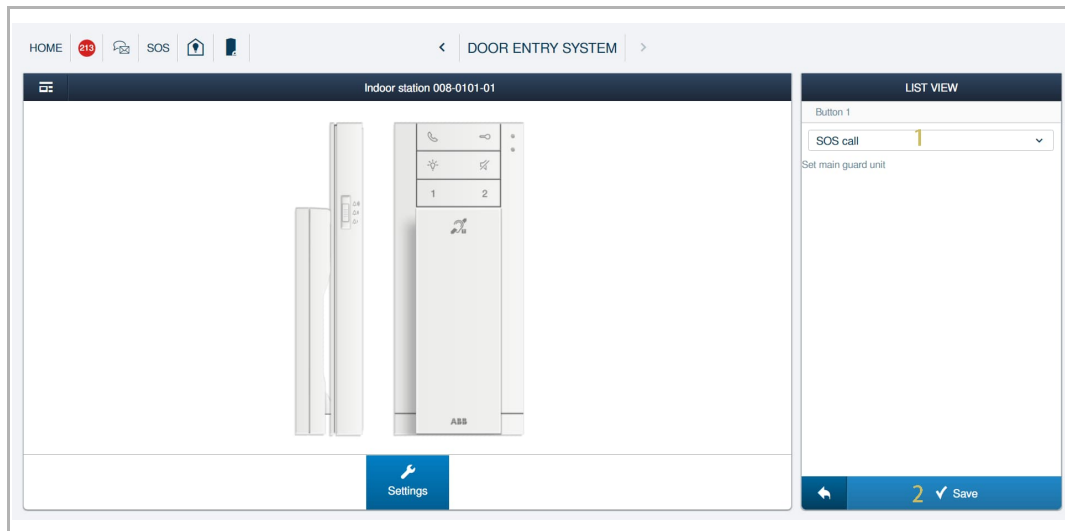 HOME 213 SOS DOOR ENTRY SYSTEM
Indoor station 008-0101-01
LIST VIEW
Button 1
SOS call 1
Set main guard unit
1 2
ABB
Settings
2 Save